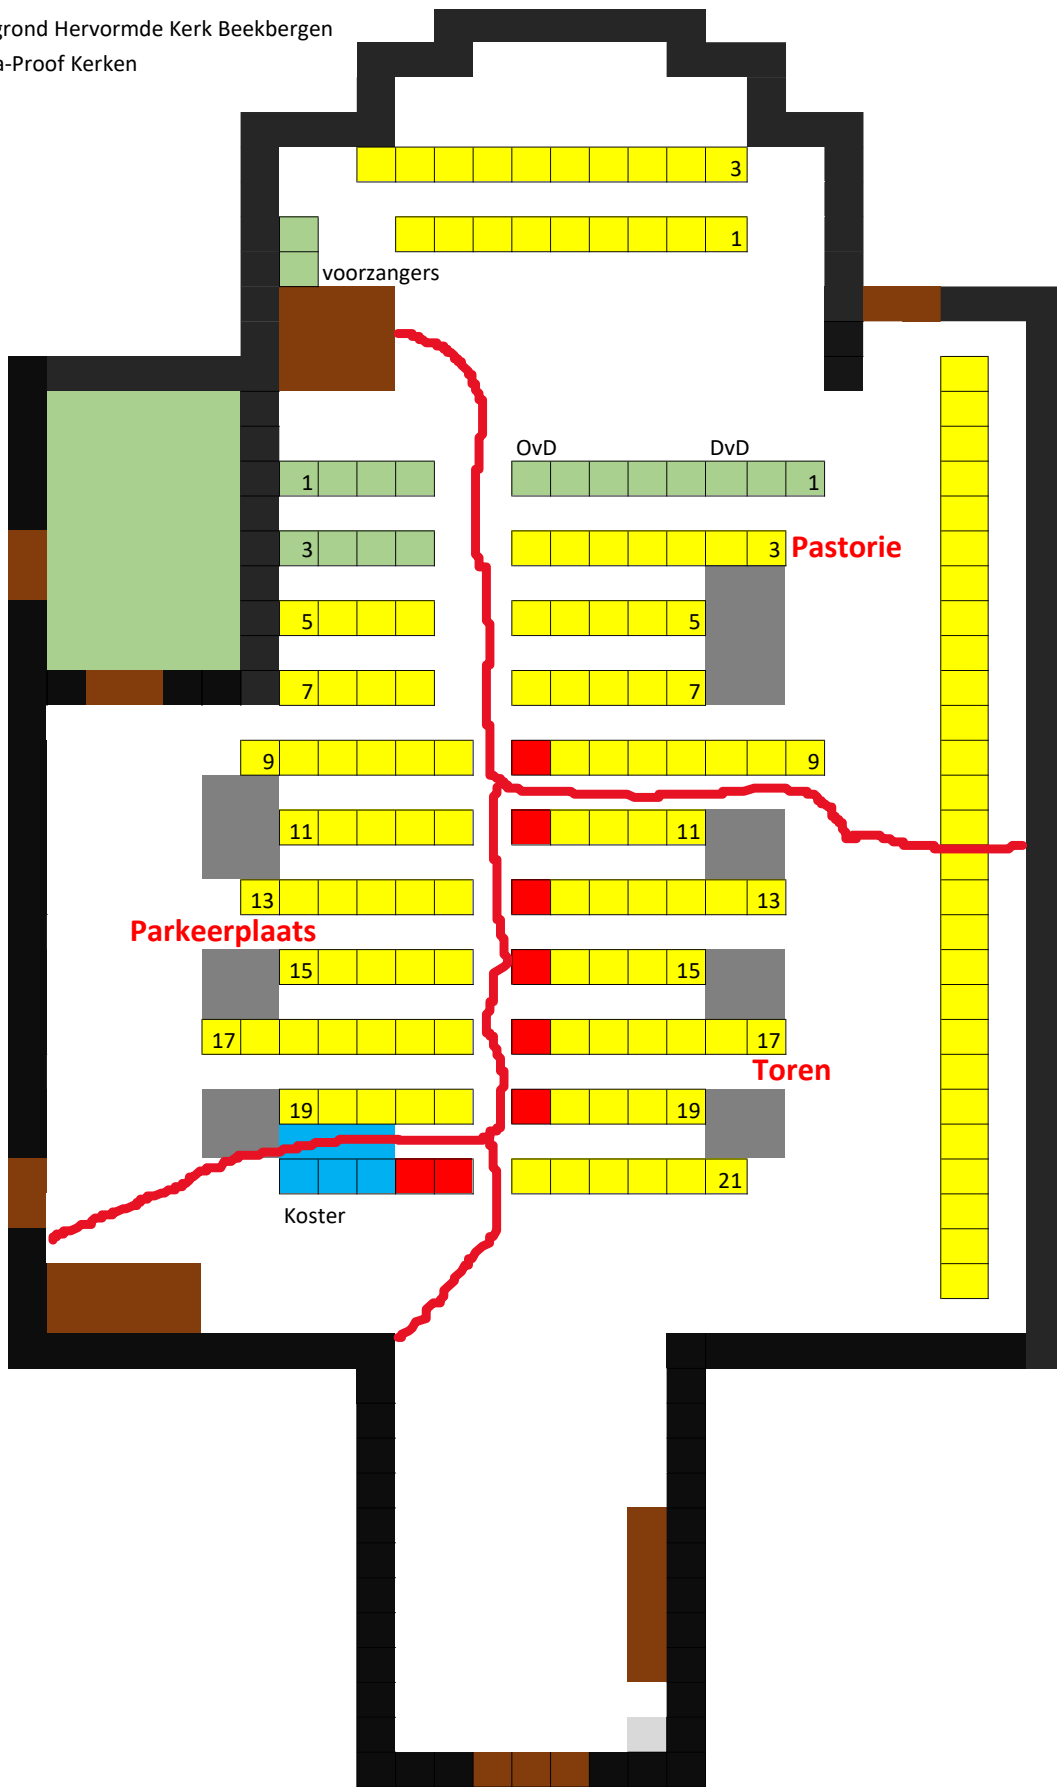 grond Hervormde Kerk Beekbergen
a-Proof Kerken
3
1
voorzangers
OvD DvD
1 1
3 3 Pastorie
5 5
7 7
9 9
11 11
13 13
Parkeerplaats
15 15
17 17
Toren
19 19
21
Koster